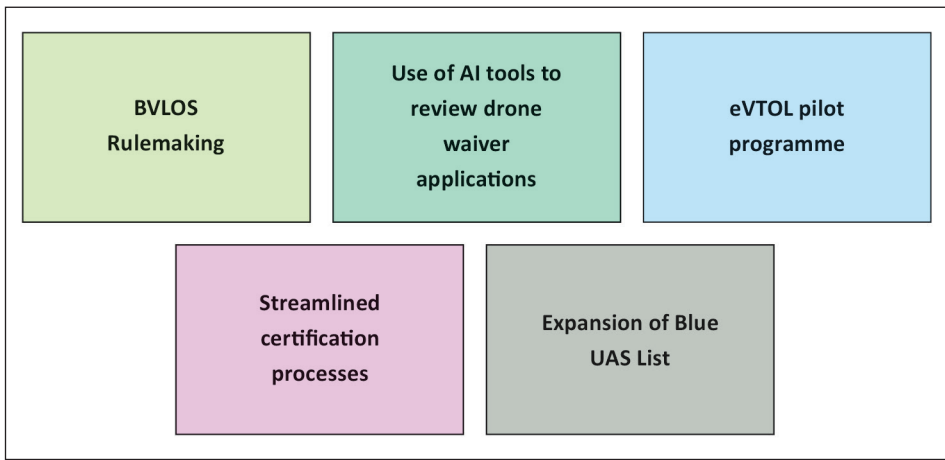 BVLOS
Rulemaking
Use of AI tools to
review drone
waiver
applications
eVTOL pilot
programme
Streamlined
certification
processes
Expansion of Blue
UAS List